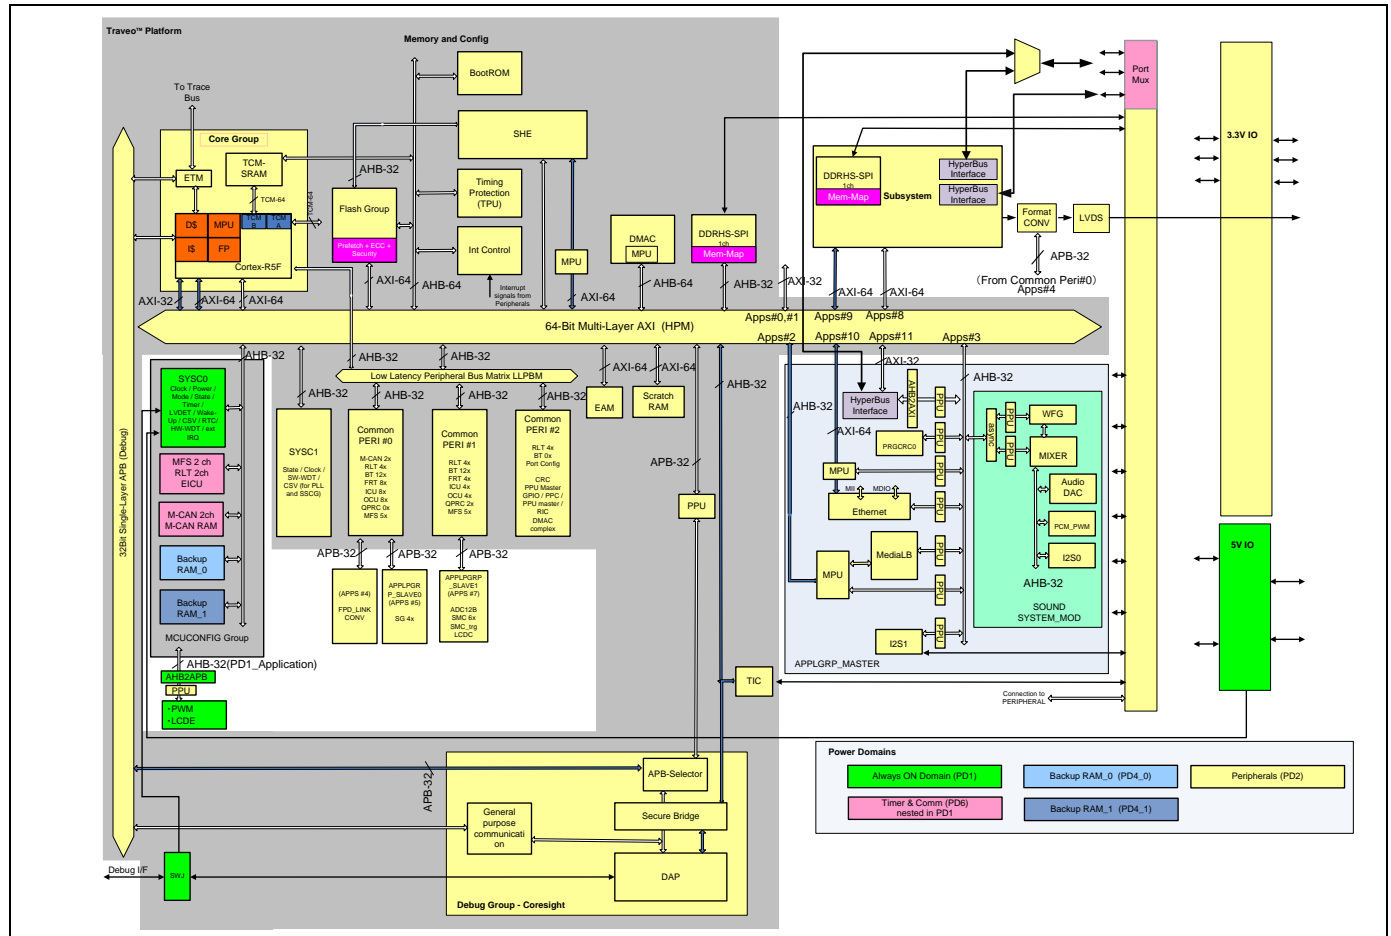 Traveo™ Platform
Memory and Config
To Trace
Bus
Core Group
ETM
TCM-
SRAM
TCM-64
TCM-64
D$
MPU
TCM
B
TCM
A
I$
FP
Cortex-R5F
BootROM
SHE
AHB-32
Flash Group
Prefetch + ECC +
Security
Timing
Protection
(TPU)
Int Control
Interrupt
signals from
Peripherals
MPU
DMAC
MPU
DDRHS-SPI
1ch
Mem-Map
DDRHS-SPI
1ch
Mem-Map
Subsystem
HyperBus
Interface
HyperBus
Interface
Format
CONV
LVDS
APB-32
(From Common Peri#0)
Apps#4
Port
Mux
3.3V IO
5V IO
AXI-32
AXI-64
AXI-64
AXI-64
AHB-64
AXI-64
AHB-64
AHB-32
AXI-32
AXI-64
AXI-64
64-Bit Multi-Layer AXI (HPM)
Apps#0,#1
Apps#9
Apps#8
Apps#2
Apps#10
Apps#11
Apps#3
32Bit Single-Layer APB (Debug)
AHB-32
AHB-32
AHB-32
AHB-32
Low Latency Peripheral Bus Matrix LLPBM
AHB-32
AHB-32
AHB-32
AXI-64
AXI-64
AHB-32
AHB-32
AXI-64
AXI-32
AHB-32
SYSC0
Clock / Power /
Mode / State /
Timer /
LVDET / Wake-
Up / CSV / RTC/
HW-WDT / ext
IRQ
MFS 2 ch
RLT 2ch
EICU
M-CAN 2ch
M-CAN RAM
Backup
RAM_0
Backup
RAM_1
MCUCONFIG Group
AHB-32(PD1_Application)
AHB2APB
PPU
・PWM
・LCDE
SYSC1
State / Clock /
SW-WDT /
CSV (for PLL
and SSCG)
Common
PERI #0
M-CAN 2x
RLT 4x
BT 12x
FRT 8x
ICU 8x
OCU 8x
QPRC 0x
MFS 5x
Common
PERI #1
RLT 4x
BT 12x
FRT 4x
ICU 4x
OCU 4x
QPRC 2x
MFS 5x
Common
PERI #2
RLT 4x
BT 0x
Port Config
CRC
PPU Master
GPIO / PPC /
PPU master /
RIC
DMAC
complex
APB-32
APB-32
APB-32
(APPS #4)
FPD_LINK
CONV
APPLPGR
P_SLAVE0
(APPS #5)
SG 4x
APPLPGRP
_SLAVE1
(APPS #7)
ADC12B
SMC 6x
SMC_trg
LCDC
EAM
Scratch
RAM
APB-32
PPU
HyperBus
Interface
AHB2AXI
PPU
PRGCRC0
PPU
MPU
PPU
MII
MDIO
Ethernet
PPU
MPU
MediaLB
PPU
PPU
I2S1
PPU
APPLGRP_MASTER
async
PPU
PPU
WFG
MIXER
Audio
DAC
PCM_PWM
I2S0
AHB-32
SOUND
SYSTEM_MOD
TIC
Connection to
PERIPHERAL
Power Domains
Always ON Domain (PD1)
Backup RAM_0 (PD4_0)
Peripherals (PD2)
Timer & Comm (PD6)
nested in PD1
Backup RAM_1 (PD4_1)
APB-32
APB-Selector
General
purpose
communicati
on
Secure Bridge
DAP
Debug Group - Coresight
Debug I/F
SWJ